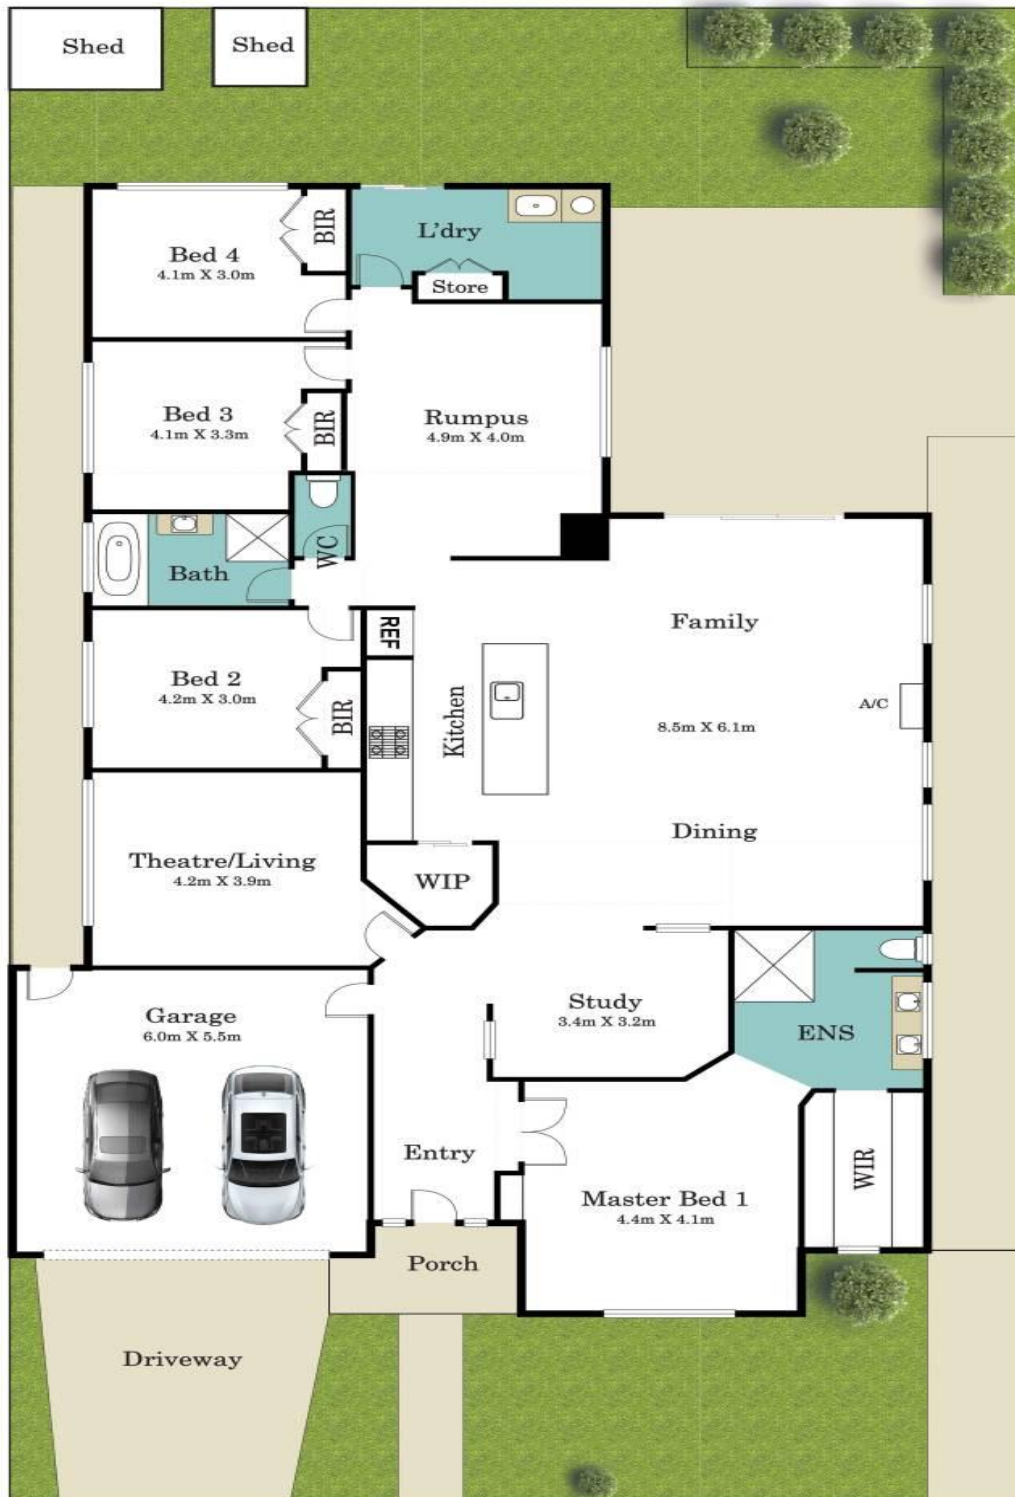 Shed
Shed
BIR
L'dry
Bed 4
4.1m X 3.0m
Store
Bed 3
4.1m X 3.3m
BIR
Rumpus
4.9m X 4.0m
WC
Bath
REF
Family
Bed 2
4.2m X 3.0m
BIR
Kitchen
A/C
8.5m X 6.1m
Dining
Theatre/Living
4.2m X 3.9m
WIP
Garage
6.0m X 5.5m
Study
3.4m X 3.2m
ENS
Entry
WIR
Master Bed 1
4.4m X 4.1m
Porch
Driveway